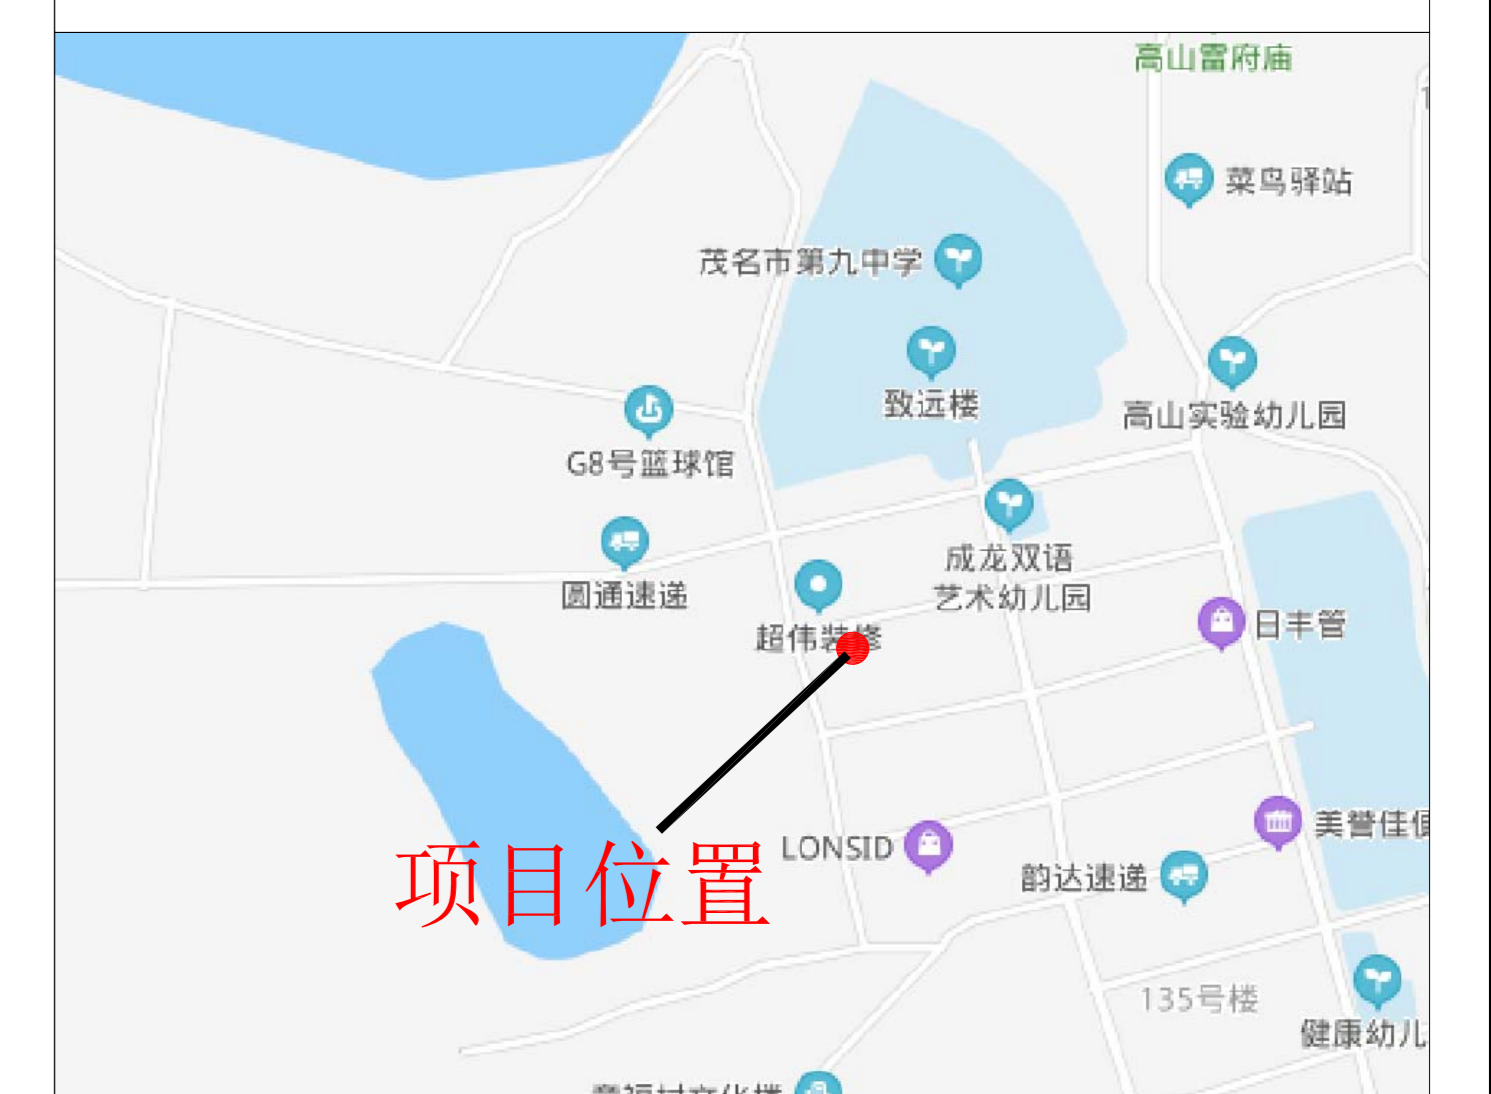 高山雷府庙
菜鸟驿站
茂名市第九中学
致远楼
高山实验幼儿园
G8号篮球馆
成龙双语
艺术幼儿园
圆通速递
超伟装修
日丰管
美誉佳便
LONSID
韵达速递
项目位置
135号楼
健康幼儿